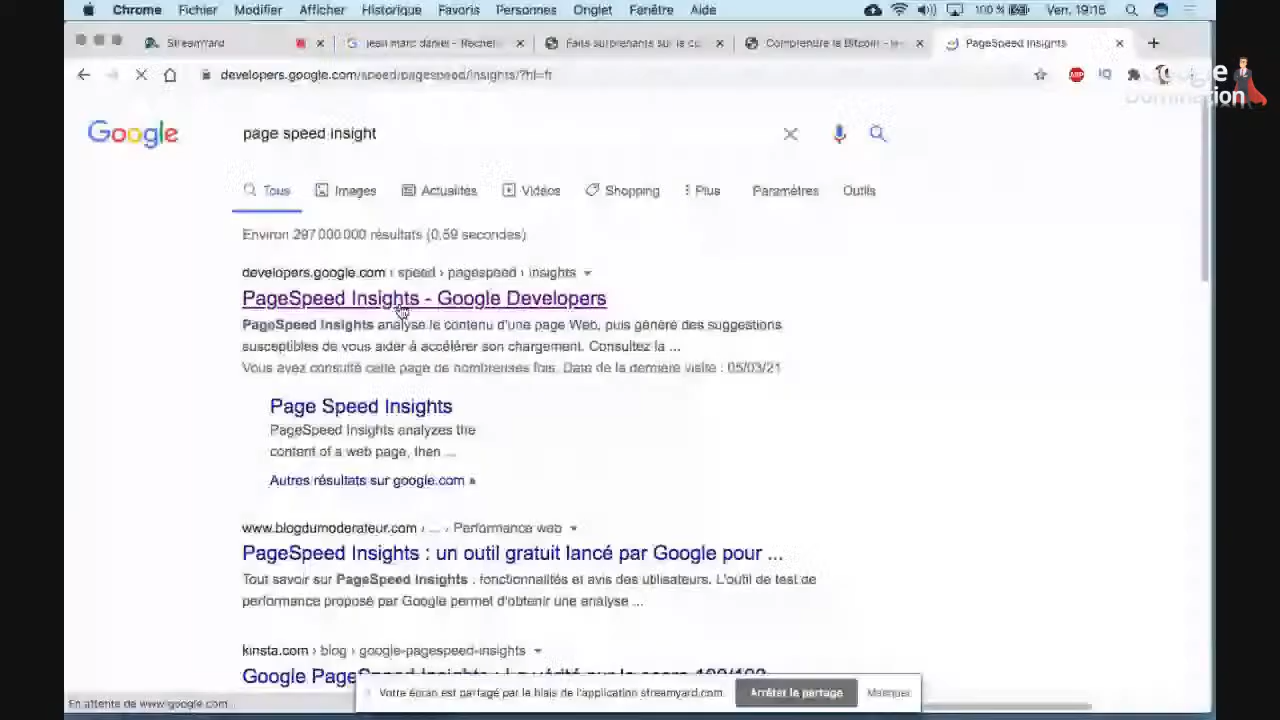 Chrome Fichier Modifier Afficher Historique Favoris Personnes Onglet Fenêtre Aide 100 % Ven. 19:15
StreamYard jean marc daniel - Recher Faits surprenants sur le co Comprendre le Bitcoin - le PageSpeed Insights
developers.google.com/speed/pagespeed/insights/?hl=fr ABP IQ
Google Domination
Google page speed insight
Tous Images Actualités Vidéos Shopping Plus Paramètres Outils
Environ 297 000 000 résultats (0,59 secondes)
developers.google.com › speed › pagespeed › insights
PageSpeed Insights - Google Developers
PageSpeed Insights analyse le contenu d'une page Web, puis génère des suggestions
susceptibles de vous aider à accélérer son chargement. Consultez la ...
Vous avez consulté cette page de nombreuses fois. Date de la dernière visite : 05/03/21
Page Speed Insights
PageSpeed Insights analyzes the
content of a web page, then ...
Autres résultats sur google.com »
www.blogdumoderateur.com › ... › Performance web
PageSpeed Insights : un outil gratuit lancé par Google pour ...
Tout savoir sur PageSpeed Insights : fonctionnalités et avis des utilisateurs. L'outil de test de
performance proposé par Google permet d'obtenir une analyse ...
kinsta.com › blog › google-pagespeed-insights
Google PageSpeed Insights : La vérité sur le score 100/100
Votre écran est partagé par le biais de l'application streamyard.com. Arrêter le partage Masquer
En attente de www.google.com...